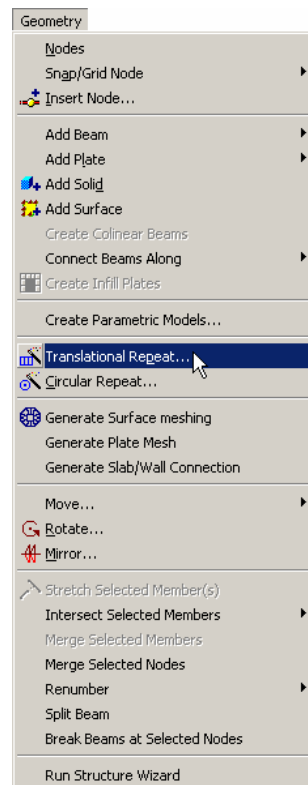 Geometry
Nodes
Snap/Grid Node
Insert Node...
Add Beam
Add Plate
Add Solid
Add Surface
Create Colinear Beams
Connect Beams Along
Create Infill Plates
Create Parametric Models...
Translational Repeat...
Circular Repeat...
Generate Surface meshing
Generate Plate Mesh
Generate Slab/Wall Connection
Move...
Rotate...
Mirror...
Stretch Selected Member(s)
Intersect Selected Members
Merge Selected Members
Merge Selected Nodes
Renumber
Split Beam
Break Beams at Selected Nodes
Run Structure Wizard